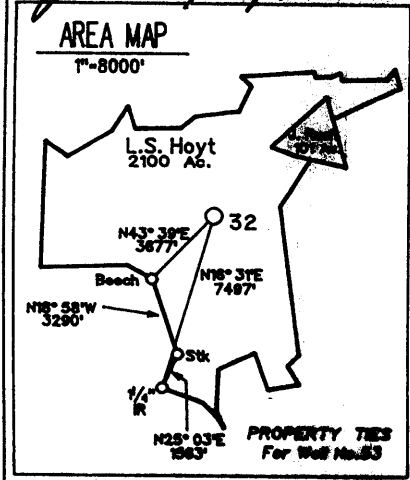 AREA MAP
1"=8000'
L.S. Hoyt
2100 Ac.
32
N43° 39'E
3677'
Beech
N16° 31'E
7497'
N18° 58'W
3290'
Stk
1/4"
IR
N25° 03'E
1563'
PROPERTY TIES
For Well No. 53